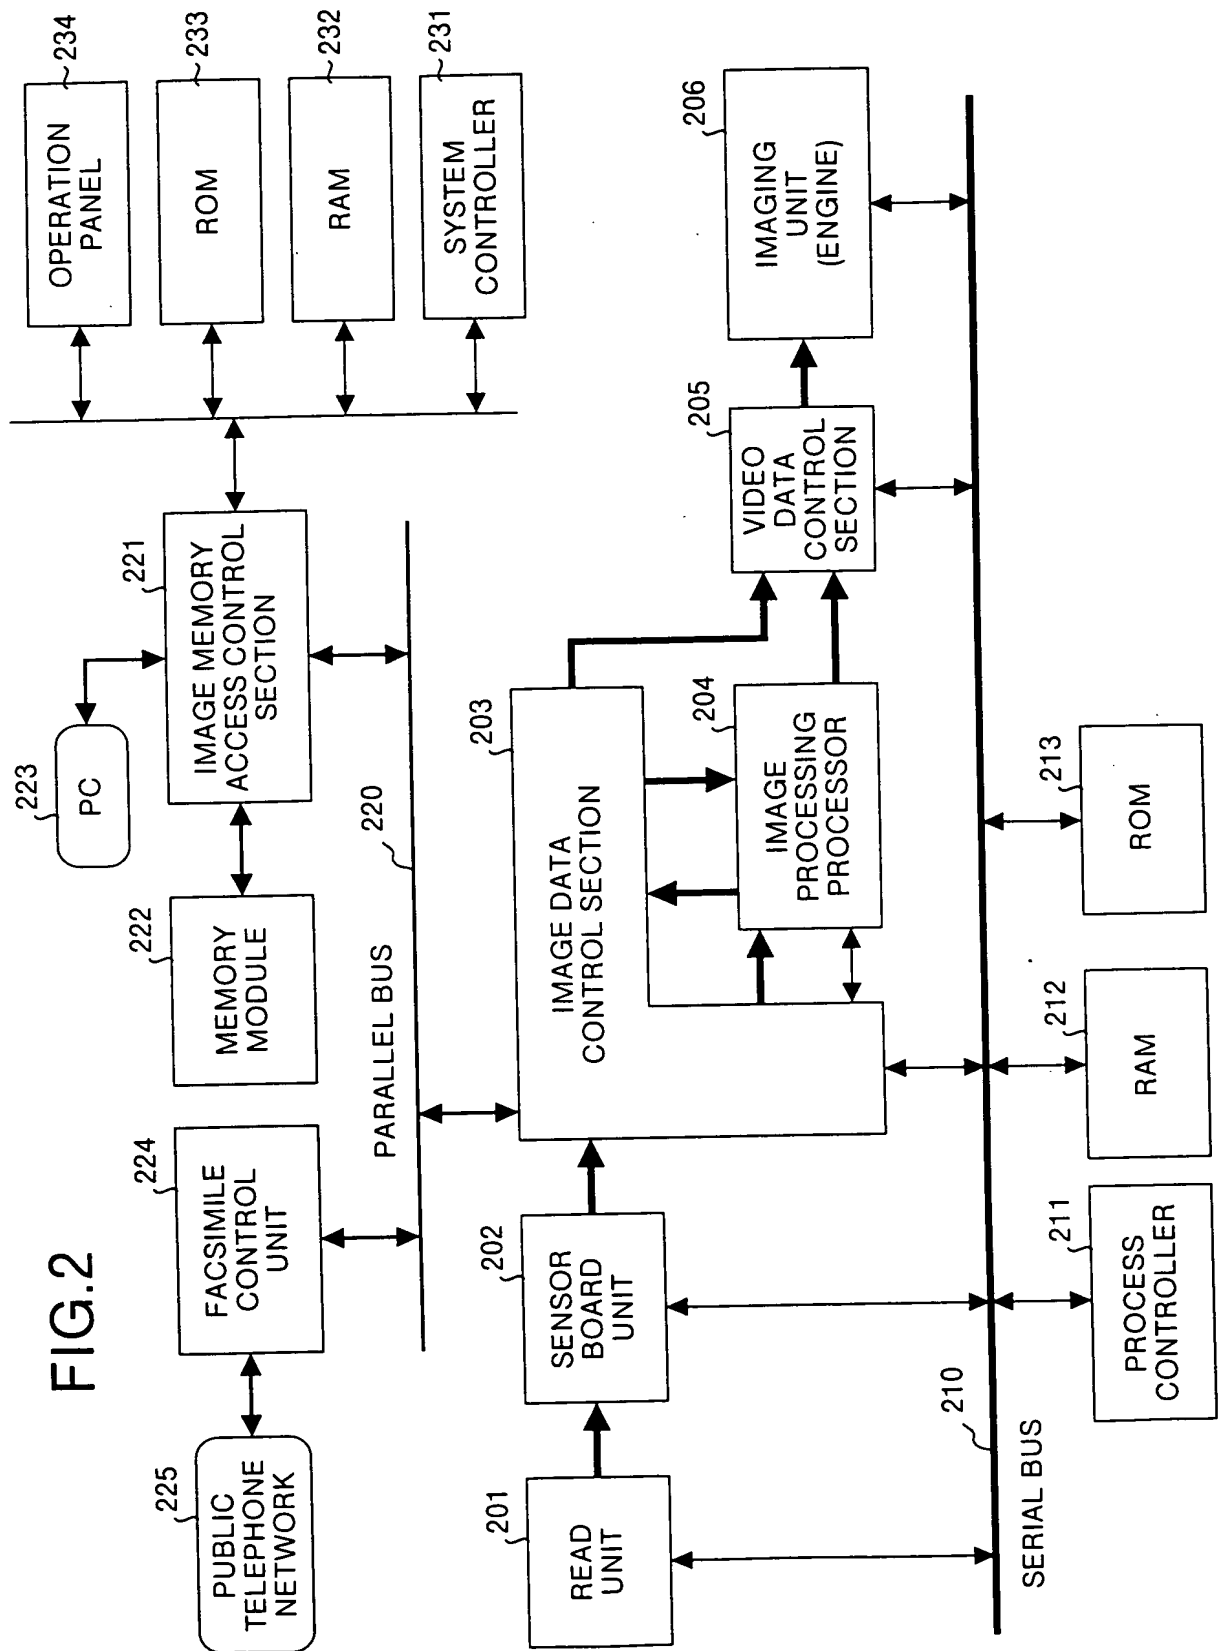 FIG.2
225
PUBLIC
TELEPHONE
NETWORK
224
FACSIMILE
CONTROL
UNIT
222
MEMORY
MODULE
223
PC
221
IMAGE MEMORY
ACCESS CONTROL
SECTION
234
OPERATION
PANEL
233
ROM
232
RAM
231
SYSTEM
CONTROLLER
PARALLEL BUS
220
201
READ
UNIT
202
SENSOR
BOARD
UNIT
203
IMAGE DATA
CONTROL SECTION
204
IMAGE
PROCESSING
PROCESSOR
205
VIDEO
DATA
CONTROL
SECTION
206
IMAGING
UNIT
(ENGINE)
SERIAL BUS
210
211
PROCESS
CONTROLLER
212
RAM
213
ROM